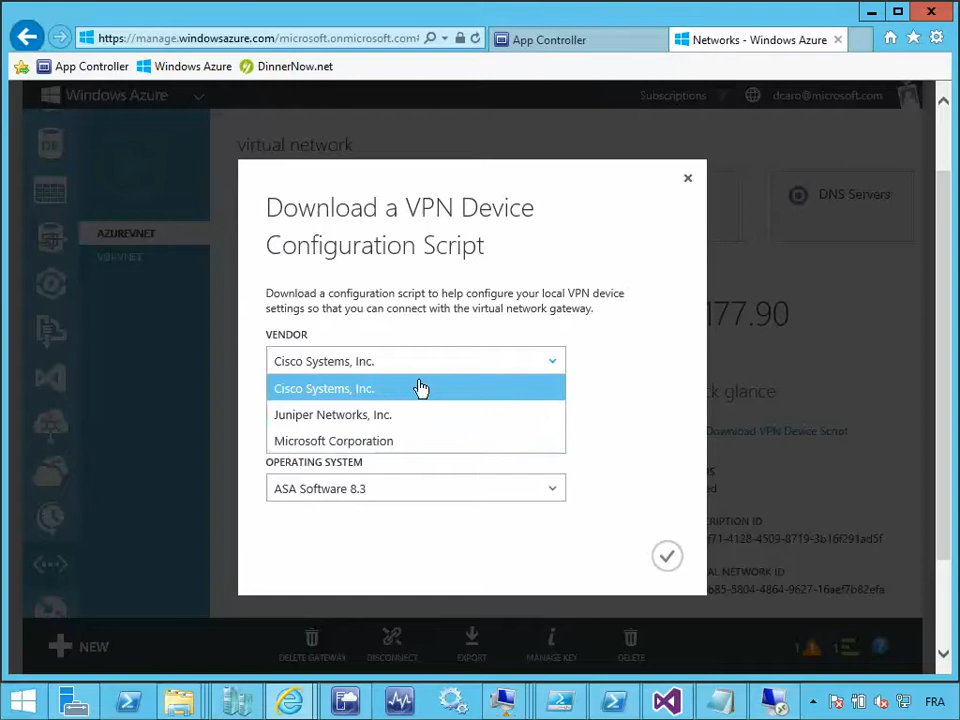 https://manage.windowsazure.com/microsoft.onmicrosoft.com#
App Controller
Networks - Windows Azure
App Controller
Windows Azure
DinnerNow.net
Windows Azure
Subscriptions
dcaro@microsoft.com
virtual network
DNS Servers
AZUREVNET
Download a VPN Device
Configuration Script
Download a configuration script to help configure your local VPN device
settings so that you can connect with the virtual network gateway.
VENDOR
Cisco Systems, Inc.
Cisco Systems, Inc.
Juniper Networks, Inc.
Microsoft Corporation
OPERATING SYSTEM
ASA Software 8.3
177.90
glance
Download VPN Device Script
NEW
DELETE GATEWAY
DISCONNECT
EXPORT
MANAGE KEY
DELETE
1
1
FRA